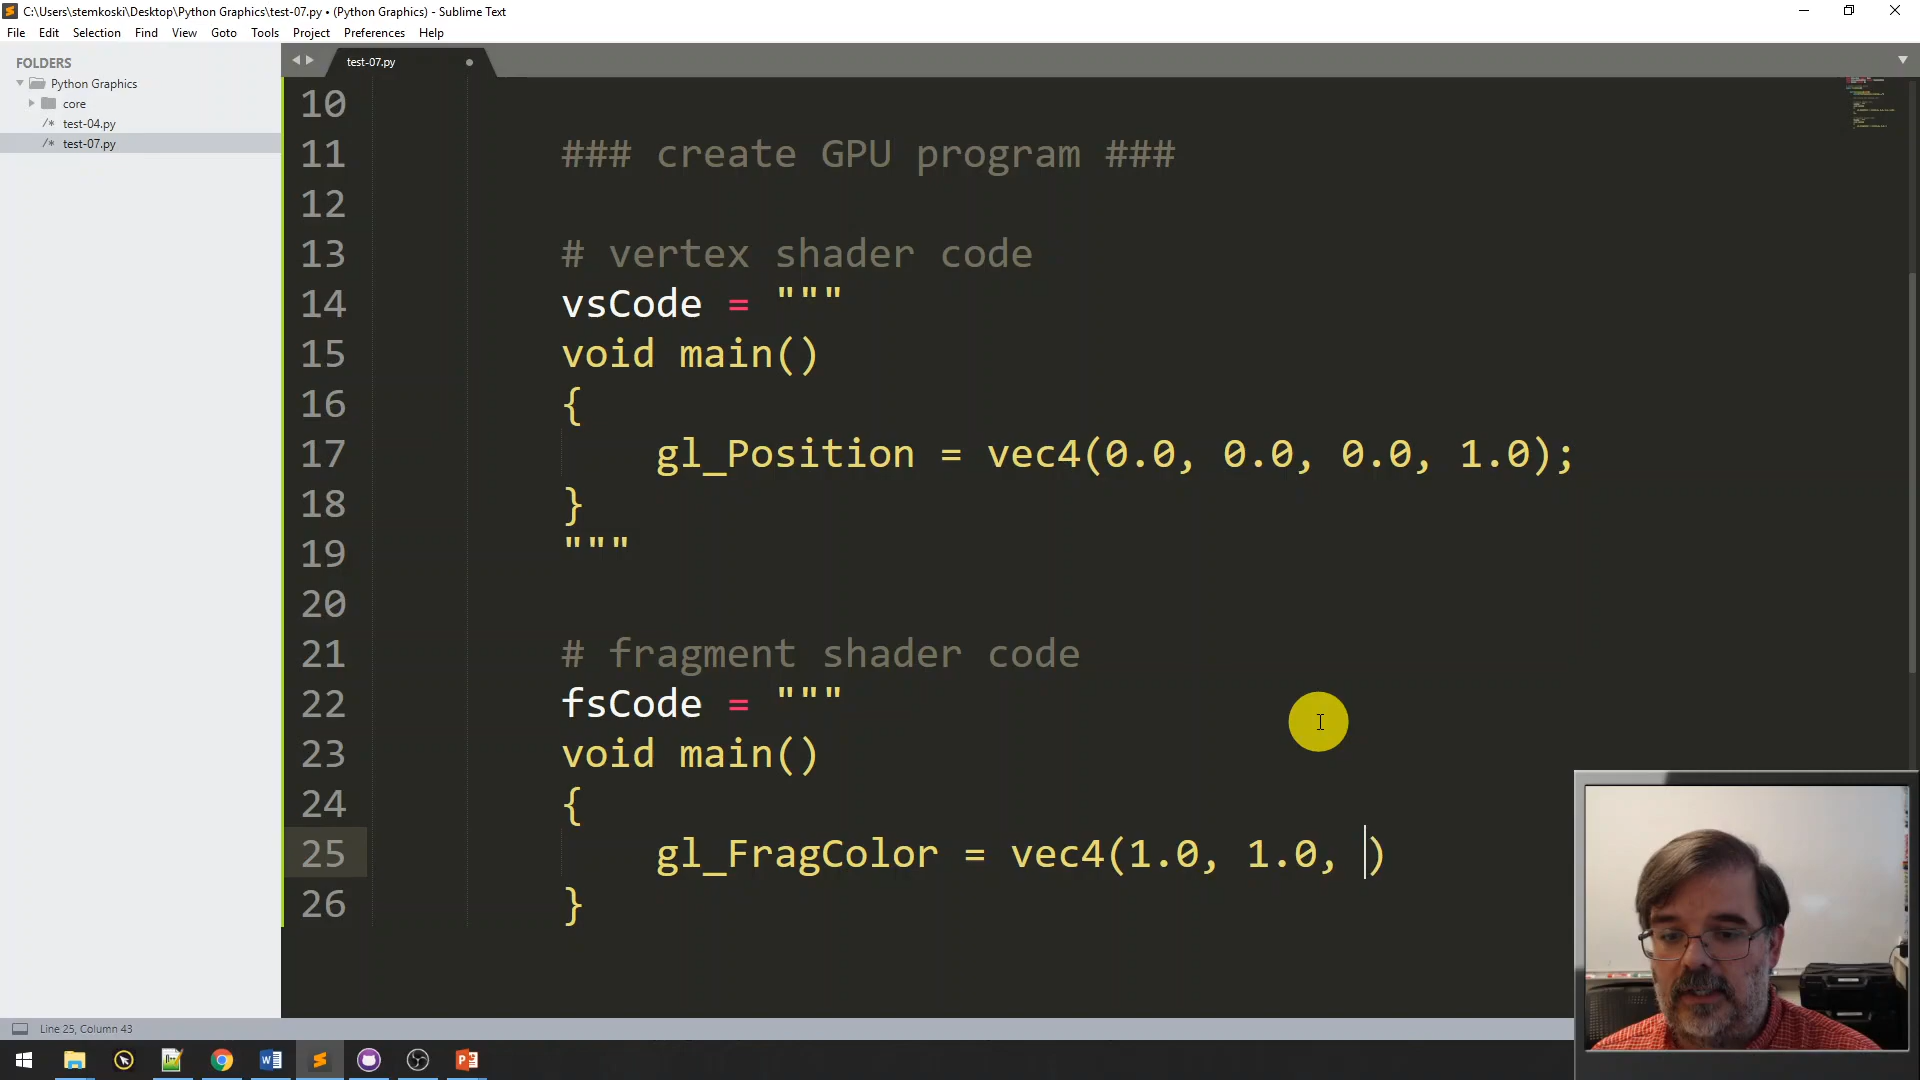 C:\Users\stemkoski\Desktop\Python Graphics\test-07.py • (Python Graphics) - Sublime Text
File Edit Selection Find View Goto Tools Project Preferences Help
FOLDERS
Python Graphics
core
/* test-04.py
/* test-07.py
test-07.py
10
11 ### create GPU program ###
12
13 # vertex shader code
14 vsCode = """
15 void main()
16 {
17 gl_Position = vec4(0.0, 0.0, 0.0, 1.0);
18 }
19 """
20
21 # fragment shader code
22 fsCode = """
23 void main()
24 {
25 gl_FragColor = vec4(1.0, 1.0, )
26 }
Line 25, Column 43